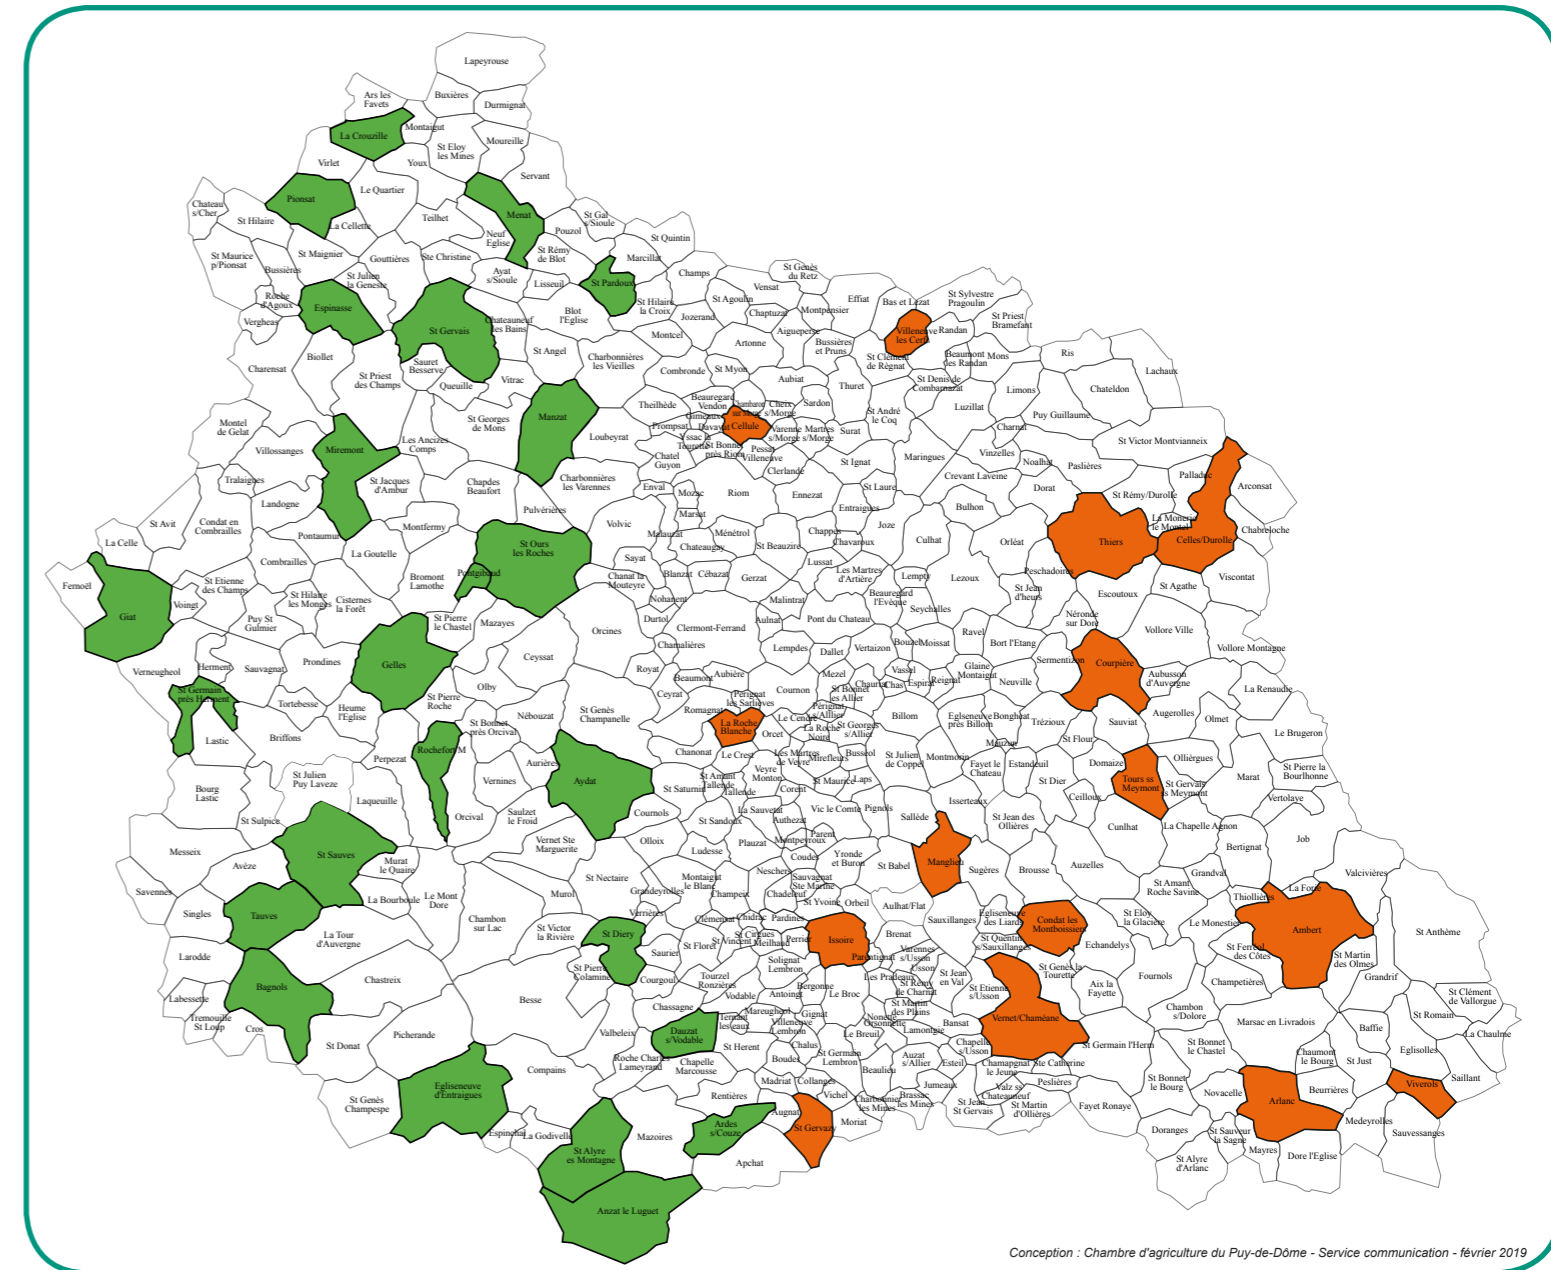 Lapeyrouse
Ars les
Favets
Buxières
Durmignat
La Crouzille
Montaigut
St Eloy
les Mines
Moureille
Virlet
Youx
Servant
Pionsat
Le Quartier
Chateau
s/Cher
St Hilaire
La Cellette
Teilhet
Menat
Neuf
Eglise
Pouzol
St Gal
s/Sioule
St Quintin
St Maurice
p/Pionsat
Bussières
St Maignier
Gouttières
Ste Christine
St Rémy
de Blot
Marcillat
St Julien
la Geneste
Ayat
s/Sioule
Lisseuil
St Pardoux
Champs
St Genès
du Retz
Roche
d'Agoux
Espinasse
Vergheas
St Gervais
Chateauneuf
les Bains
Blot
l'Eglise
St Hilaire
la Croix
St Agoulin
Vensat
Chaptuzat
Montpensier
Effiat
Bas et Lezat
St Sylvestre
Pragoulin
St Priest
Bramefant
Jozerand
Aigueperse
Villeneuve
les Cerfs
Randan
Biollet
Charensat
St Priest
des Champs
Sauret
Besserve
Queuille
Vitrac
St Angel
Charbonnières
les Vieilles
Montcel
Artonne
Bussières
et Pruns
St Clément
de Régnat
Beaumont
les Randan
Mons
Ris
Lachaux
Combronde
St Myon
Aubiat
Thuret
St Denis de
Combarnazat
Limons
Chateldon
Montel
de Gelat
Villossanges
Miremont
Les Ancizes
Comps
St Georges
de Mons
Manzat
Loubeyrat
Theilhède
Beauregard
Vendon
Gimeaux
Prompsat
Davayat
Cellule
Cheix
s/Morge
Sardon
Varenne
s/Morge
Martres
s/Morge
Surat
St André
le Coq
Luzillat
Puy Guillaume
Charnat
Vinzelles
Yssac la
Tourette
St Bonnet
près Riom
Pessat
Villeneuve
Chatel
Guyon
Clerlande
St Ignat
Maringues
Noalhat
Paslières
St Victor Montvianneix
Palladuc
Arconsat
Tralaigues
Landogne
St Jacques
d'Ambur
Chapdes
Beaufort
Charbonnières
les Varennes
Enval
Mozac
Riom
Ennezat
St Laure
Crevant Laveine
Dorat
St Rémy/Durolle
St Avit
Condat en
Combrailles
Pontaumur
Montfermy
Pulvérières
Volvic
Marsat
Malauzat
Ménétrol
Entraigues
Bulhon
La Monerie
le Montel
Chabreloche
La Celle
Combrailles
La Goutelle
St Ours
les Roches
Chateaugay
St Beauzire
Chappes
Chavaroux
Joze
Culhat
Orléat
Thiers
Celles/Durolle
Fernoël
Giat
Voingt
St Etienne
des Champs
St Hilaire
les Monges
Cisternes
la Forêt
Bromont
Lamothe
Pontgibaud
Sayat
Chanat la
Mouteyre
Blanzat
Cébazat
Gerzat
Lussat
Les Martres
d'Artière
Lempty
Lezoux
Peschadoires
St Jean
d'heurs
Escoutoux
St Agathe
Viscontat
Puy St
Gulmier
St Pierre
le Chastel
Mazayes
Nohanent
Durtol
Malintrat
Aulnat
Beauregard
l'Evèque
Seychalles
Pont du Chateau
Néronde
sur Dore
Vollore Ville
Vollore Montagne
Verneugheol
Herment
Sauvagnat
Prondines
Gelles
Ceyssat
Orcines
Clermont-Ferrand
Chamalières
Lempdes
Dallet
Vertaizon
Bouzel
Moissat
Ravel
Bort l'Etang
Sermentizon
Courpière
Aubusson
d'Auvergne
La Renaudie
St Germain
près Herment
Tortebesse
Heume
l'Eglise
St Pierre
Roche
Olby
Royat
Beaumont
Aubière
Ceyrat
Romagnat
Pérignat
les Sarlièves
Cournon
Mezel
St Bonnet
les Allier
Chauriat
Chas
Vassel
Espirat
Reignat
Glaine
Montaigut
Neuville
Lastic
Briffons
Perpezat
Rochefort M
St Bonnet
près Orcival
Nébouzat
St Genès
Champanelle
La Roche
Blanche
Le Cendre
Orcet
Pérignat
s/Alllier
La Roche
Noire
St Georges
s/Allier
Billom
Eglseneuve
près Billom
Bonghat
Trézioux
Sauviat
Augerolles
Olmet
Le Brugeron
Mauzun
St Flour
Bourg
Lastic
St Julien
Puy Laveze
Laqueuille
Vernines
Aurières
Aydat
Chanonat
Le Crest
Les Martres
de Veyre
Mirefleurs
Busséol
St Julien
de Coppel
Montmorin
Fayet le
Chateau
Estandeuil
St Dier
Domaize
Ollièrgues
Marat
St Pierre la
Bourlhonne
St Sulpice
Orcival
Saulzet
le Froid
Cournols
St Saturnin
St Amant
Tallende
Tallende
Veyre
Monton
Corent
St Maurice
Laps
Pignols
Isserteaux
Ceilloux
Tours ss
Meymont
St Gervais
ss Meymont
Vertolaye
Messeix
Avèze
St Sauves
Murat
le Quaire
Vernet Ste
Marguerite
Olloix
St Sandoux
La Sauvetat
Authezat
Plauzat
Montpeyroux
Parent
Vic le Comte
Sallède
St Jean des
Ollières
Cunlhat
La Chapelle Agnon
Bertignat
Job
Savennes
Singles
Tauves
La Bourboule
Le Mont
Dore
Murol
St Nectaire
Grandeyrolles
Ludesse
Montaigut
le Blanc
Champeix
Neschers
Coudes
Sauvagnat
Ste Marthe
Chadeleuf
Yronde
et Buron
St Babel
Manglieu
Sugères
Brousse
Auzelles
St Amant
Roche Savine
Grandval
Thiollières
La Forie
Valcivières
Larodde
La Tour
d'Auvergne
Chambon
sur Lac
St Victor
la Rivière
Verrières
St Diery
Clémensat
Chidrac
St Cirgues
Pardines
St Yvoine
Orbeil
Aulhat/Flat
Sauxillanges
Egliseneuve
des Liards
Condat les
Montboissier
St Eloy
la Glaciere
Le Monestier
Ambert
St Anthème
St Floret
St Vincent
Meilhaud
Perrier
Issoire
Brenat
St Quentin
s/Sauxillanges
Echandelys
St Ferréol
des Côtes
St Martin
des Olmes
Grandrif
Labessette
Tremouille
St Loup
Bagnols
Cros
Chastreix
Besse
St Pierre
Colamine
Saurier
Courgoul
Tourzel
Ronzières
Solignat
Lembron
Parentignat
Varennes
s/Usson
Usson
St Jean
en Val
St Genès la
Tourette
Aix la
Fayette
Fournols
Champetières
St Clément
de Vallorgue
St Donat
Picherande
Valbeleix
Chassagne
Vodable
Antoingt
Bergonne
Le Broc
Les Pradeaux
St Rémy
de Charnat
St Etienne
s/Usson
Vernet/Chaméane
Chambon
s/Dolore
Marsac en Livradois
Baffie
St Romain
La Chaulme
Dauzat
s/Vodable
Ternant
les eaux
Mareugheol
Villeneuve
Lembron
Gignat
Nonette
Orsonnette
St Martin
des Plains
Lamontgie
Bansat
St Germain l'Herm
St Bonnet
le Chastel
Chaumont
le Bourg
St Just
Eglisolles
Saillant
St Genès
Champespe
Egliseneuve
d'Entraigues
Compains
Roche Charles
Lameyrand
Chapelle
Marcousse
St Herent
Chalus
Boudes
St Germain
Lembron
Le Breuil
Beaulieu
Auzat
s/Allier
Esteil
Chapelle
s/Usson
Champagnat
le Jeune
Ste Catherine
Peslières
St Bonnet
le Bourg
Novacelle
Arlanc
Beurrières
Viverols
Espinchal
La Godivelle
St Alyre
es Montagne
Mazoires
Rentières
Ardes
s/Couze
Madriat
Augnat
Collanges
Vichel
St Gervazy
Moriat
Charbonnier
les Mines
Brassac
les Mines
Jumeaux
St Jean
St Gervais
Valz ss
Chateauneuf
St Martin
d'Ollières
Fayet Ronaye
Doranges
St Sauveur
la Sagne
Mayres
Dore l'Eglise
Medeyrolles
Sauvessanges
St Alyre
d'Arlanc
Apchat
Anzat le Luguet
Conception : Chambre d'agriculture du Puy-de-Dôme - Service communication - février 2019